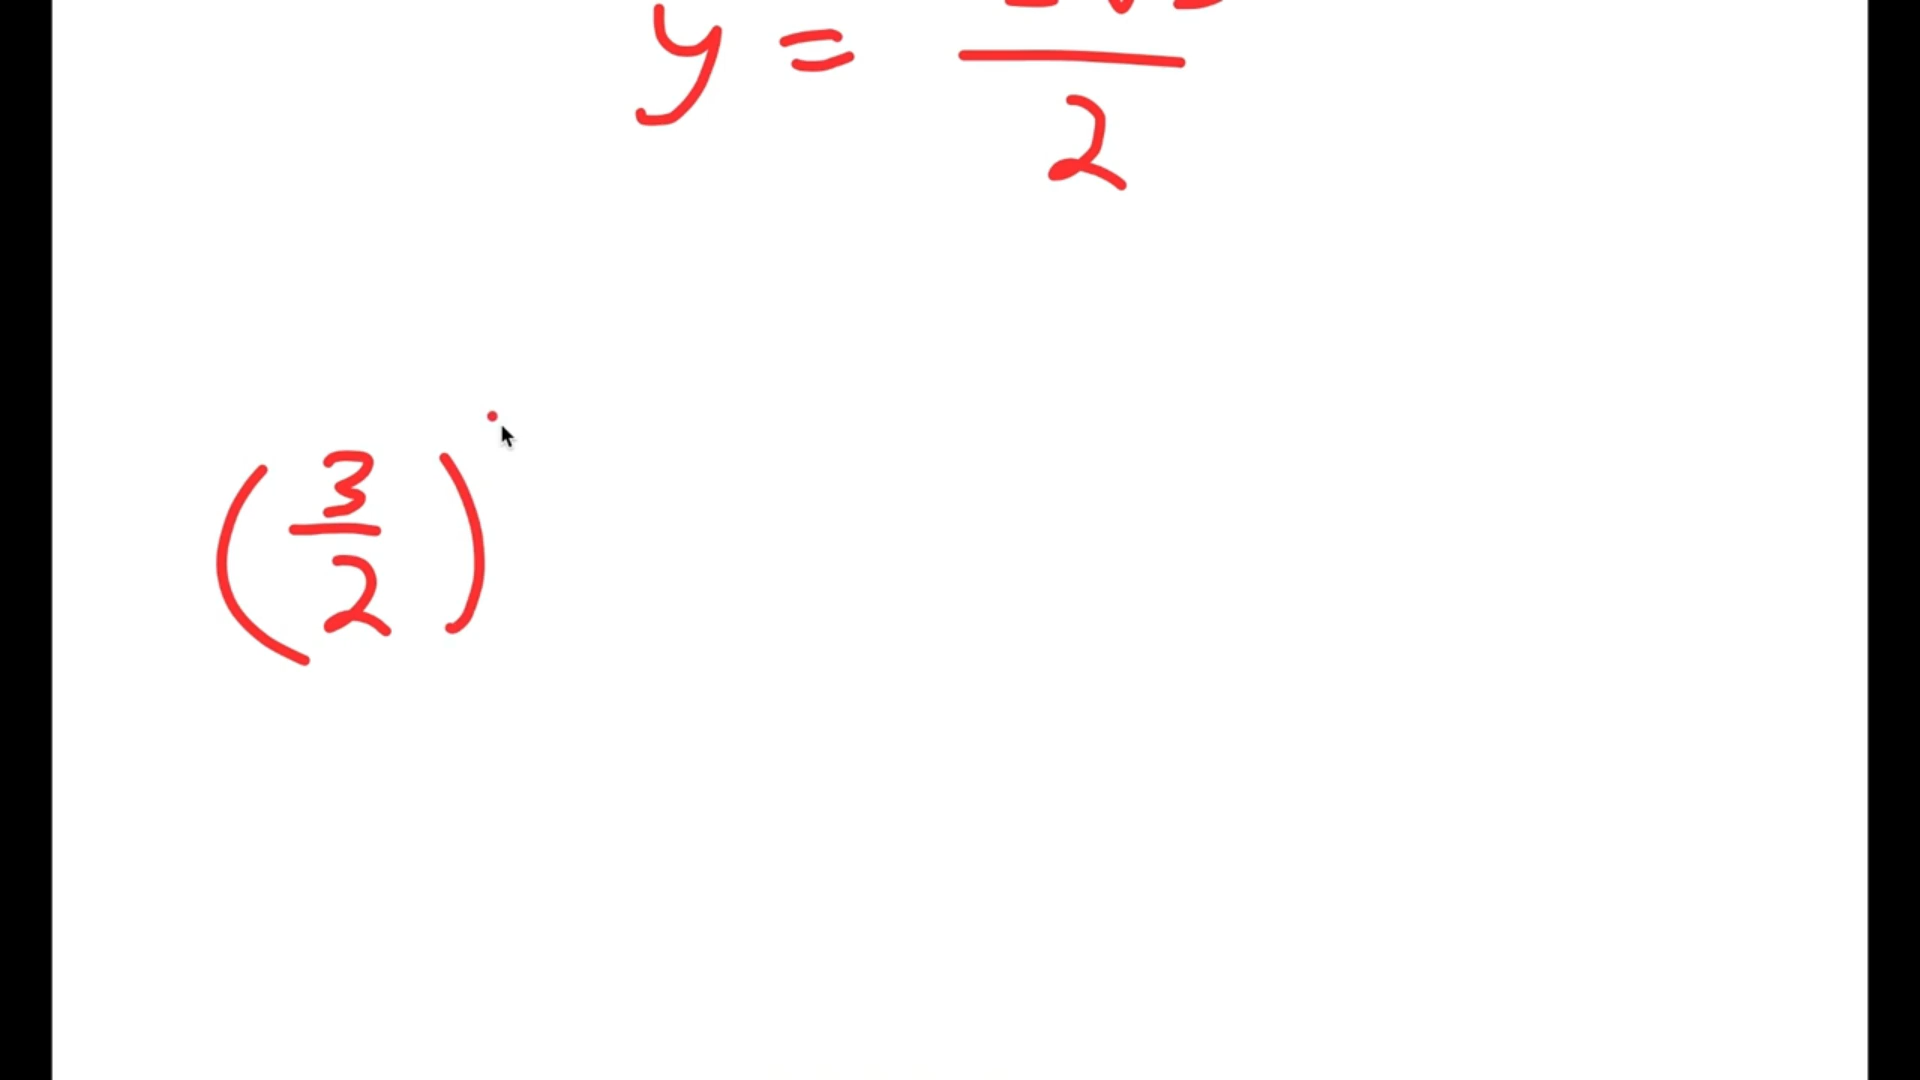 y = — 2
( 3/2 )